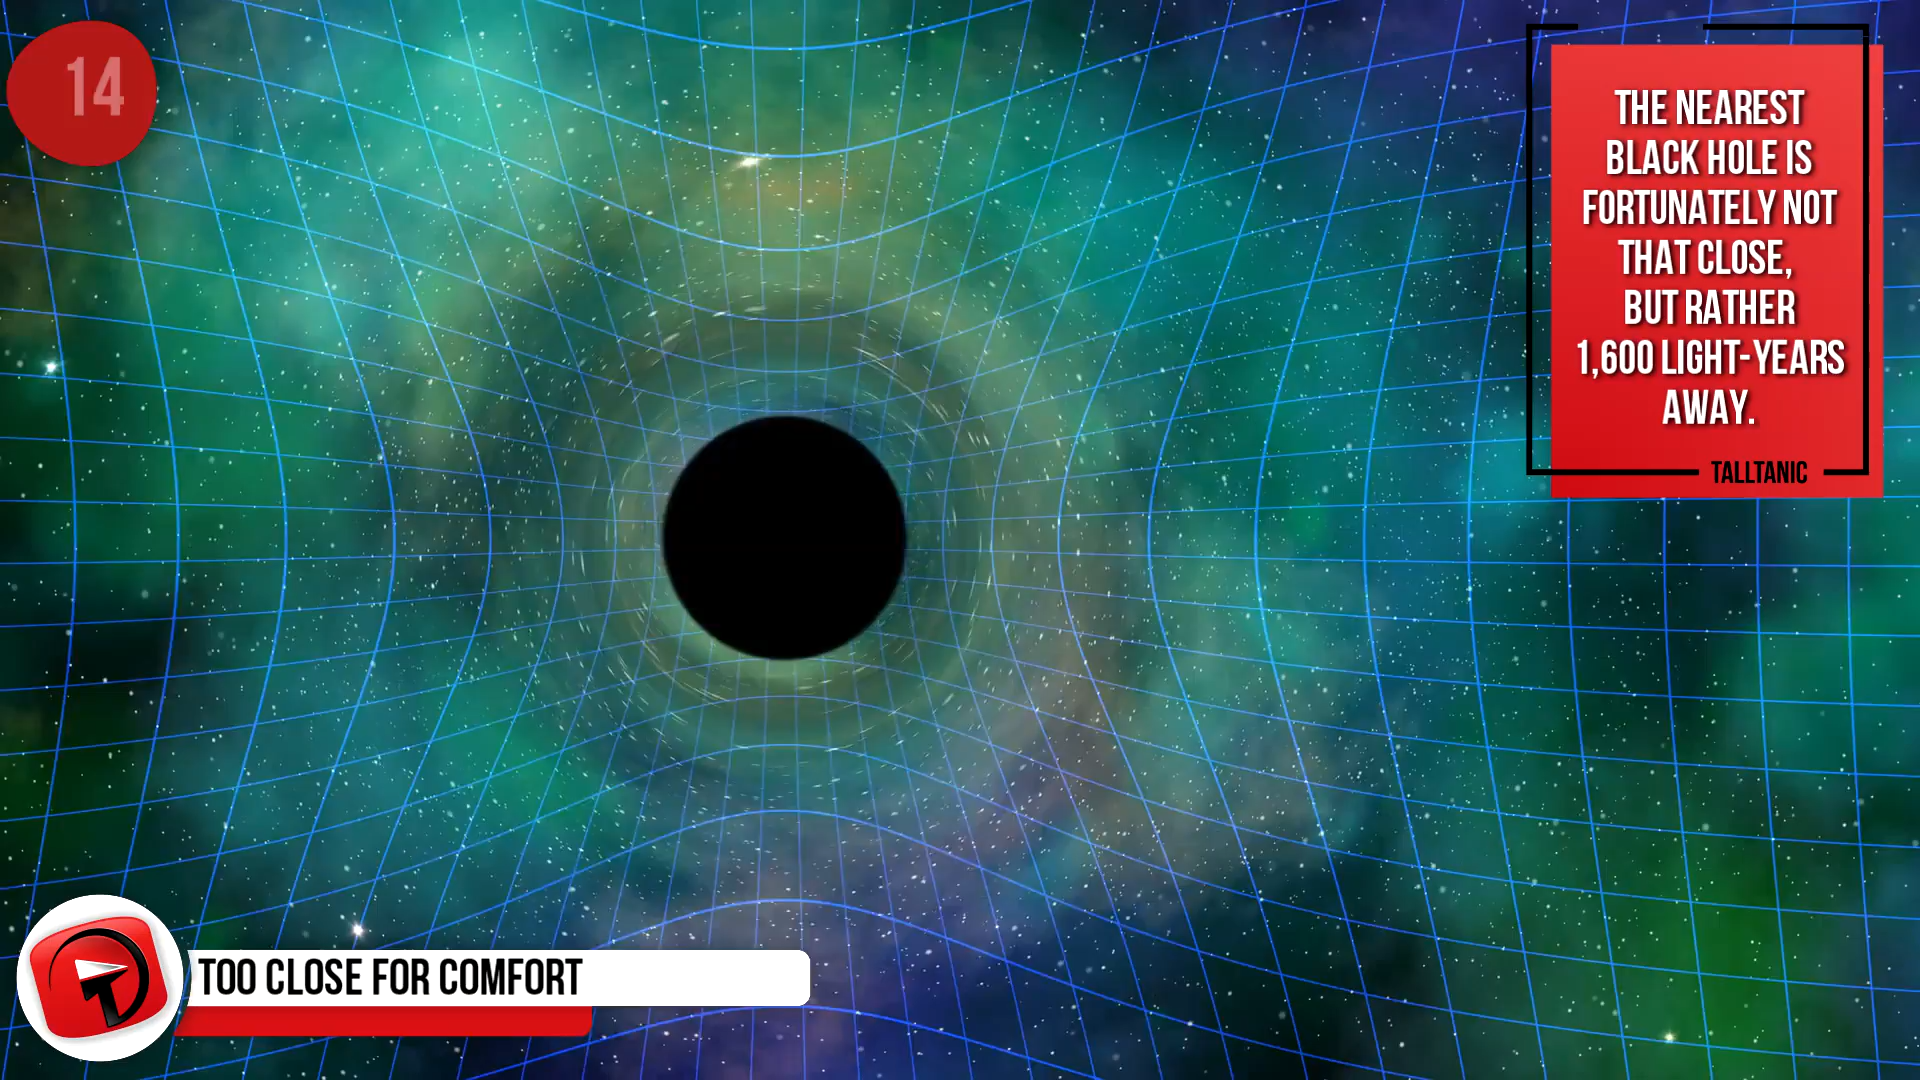 14
THE NEAREST
BLACK HOLE IS
FORTUNATELY NOT
THAT CLOSE,
BUT RATHER
1,600 LIGHT-YEARS
AWAY.
TALLTANIC
TOO CLOSE FOR COMFORT